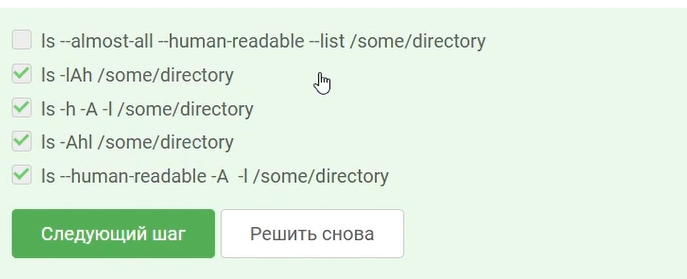 ls --almost-all --human-readable --list /some/directory
ls -lAh /some/directory
ls -h -A -l /some/directory
ls -Ahl /some/directory
ls --human-readable -A  -l /some/directory
Следующий шаг Решить снова